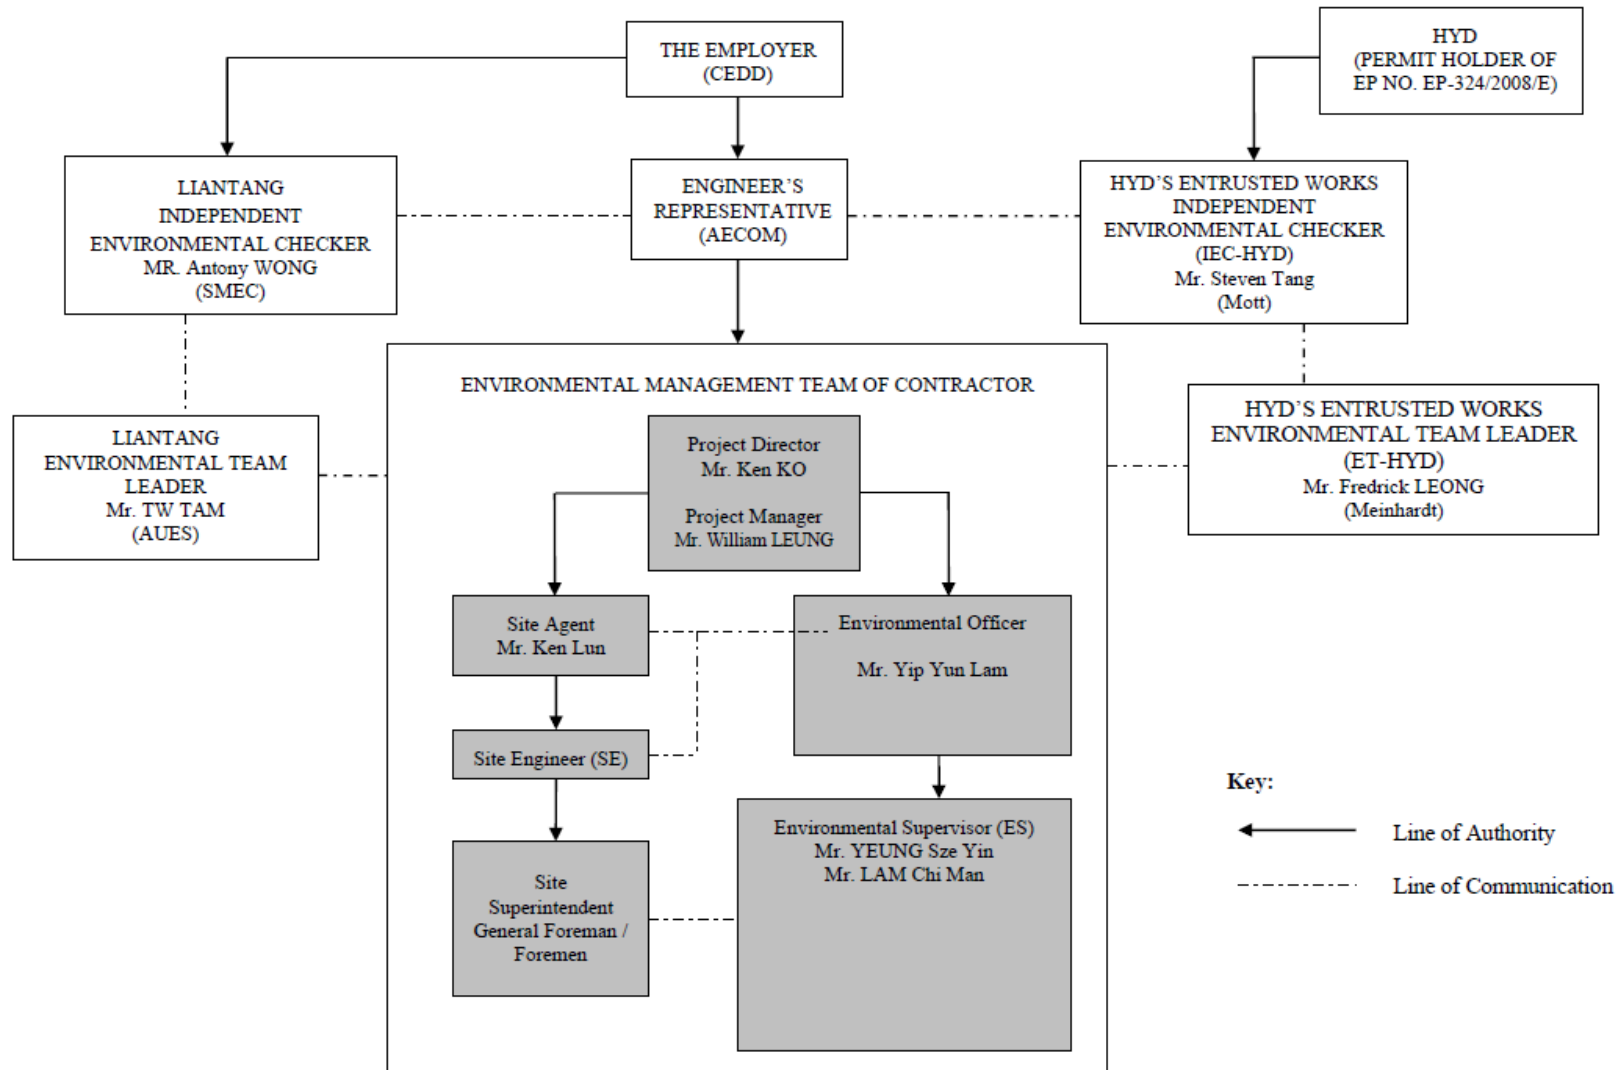 THE EMPLOYER
(CEDD)
HYD
(PERMIT HOLDER OF
EP NO. EP-324/2008/E)
LIANTANG
INDEPENDENT
ENVIRONMENTAL CHECKER
MR. Antony WONG
(SMEC)
ENGINEER'S
REPRESENTATIVE
(AECOM)
HYD'S ENTRUSTED WORKS
INDEPENDENT
ENVIRONMENTAL CHECKER
(IEC-HYD)
Mr. Steven Tang
(Mott)
ENVIRONMENTAL MANAGEMENT TEAM OF CONTRACTOR
LIANTANG
ENVIRONMENTAL TEAM
LEADER
Mr. TW TAM
(AUES)
Project Director
Mr. Ken KO
Project Manager
Mr. William LEUNG
HYD'S ENTRUSTED WORKS
ENVIRONMENTAL TEAM LEADER
(ET-HYD)
Mr. Fredrick LEONG
(Meinhardt)
Site Agent
Mr. Ken Lun
Environmental Officer
Mr. Yip Yun Lam
Site Engineer (SE)
Environmental Supervisor (ES)
Mr. YEUNG Sze Yin
Mr. LAM Chi Man
Site
Superintendent
General Foreman /
Foremen
Key:
Line of Authority
Line of Communication